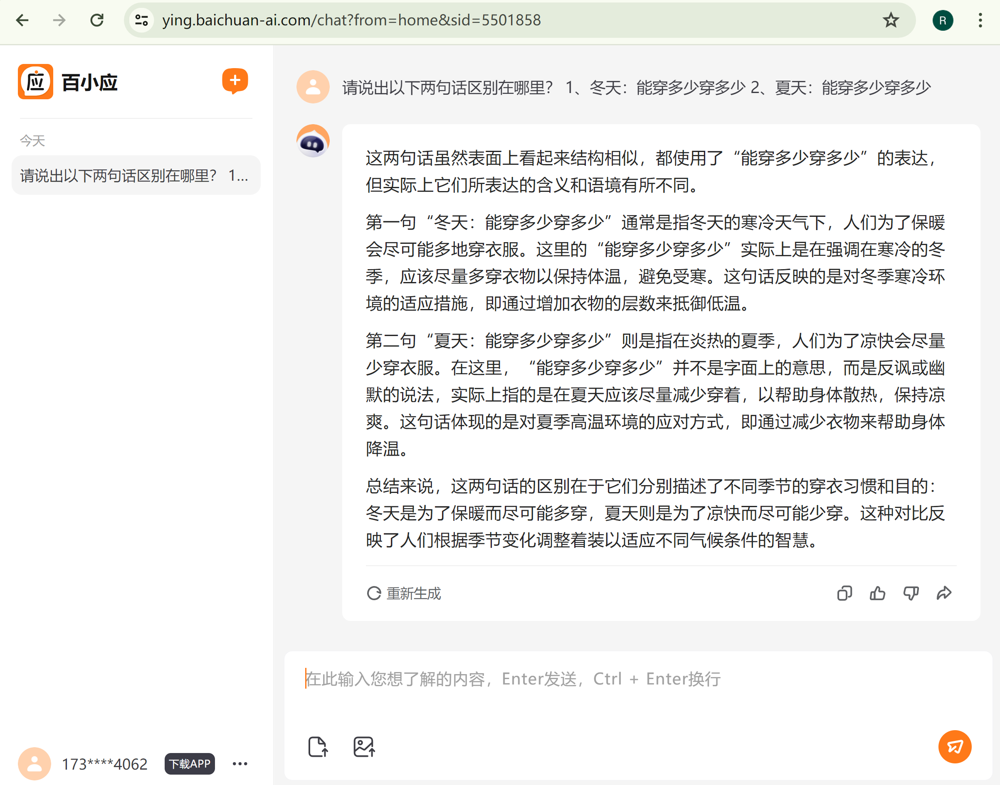 ying.baichuan-ai.com/chat?from=home&sid=5501858
R
应 百小应
今天
请说出以下两句话区别在哪里？ 1...
请说出以下两句话区别在哪里？ 1、冬天：能穿多少穿多少 2、夏天：能穿多少穿多少
这两句话虽然表面上看起来结构相似，都使用了“能穿多少穿多少”的表达，
但实际上它们所表达的含义和语境有所不同。
第一句“冬天：能穿多少穿多少”通常是指冬天的寒冷天气下，人们为了保暖
会尽可能多地穿衣服。这里的“能穿多少穿多少”实际上是在强调在寒冷的冬
季，应该尽量多穿衣物以保持体温，避免受寒。这句话反映的是对冬季寒冷环
境的适应措施，即通过增加衣物的层数来抵御低温。
第二句“夏天：能穿多少穿多少”则是指在炎热的夏季，人们为了凉快会尽量
少穿衣服。在这里，“能穿多少穿多少”并不是字面上的意思，而是反讽或幽
默的说法，实际上指的是在夏天应该尽量减少穿着，以帮助身体散热，保持凉
爽。这句话体现的是对夏季高温环境的应对方式，即通过减少衣物来帮助身体
降温。
总结来说，这两句话的区别在于它们分别描述了不同季节的穿衣习惯和目的：
冬天是为了保暖而尽可能多穿，夏天则是为了凉快而尽可能少穿。这种对比反
映了人们根据季节变化调整着装以适应不同气候条件的智慧。
重新生成
在此输入您想了解的内容，Enter发送，Ctrl + Enter换行
173****4062 下载APP